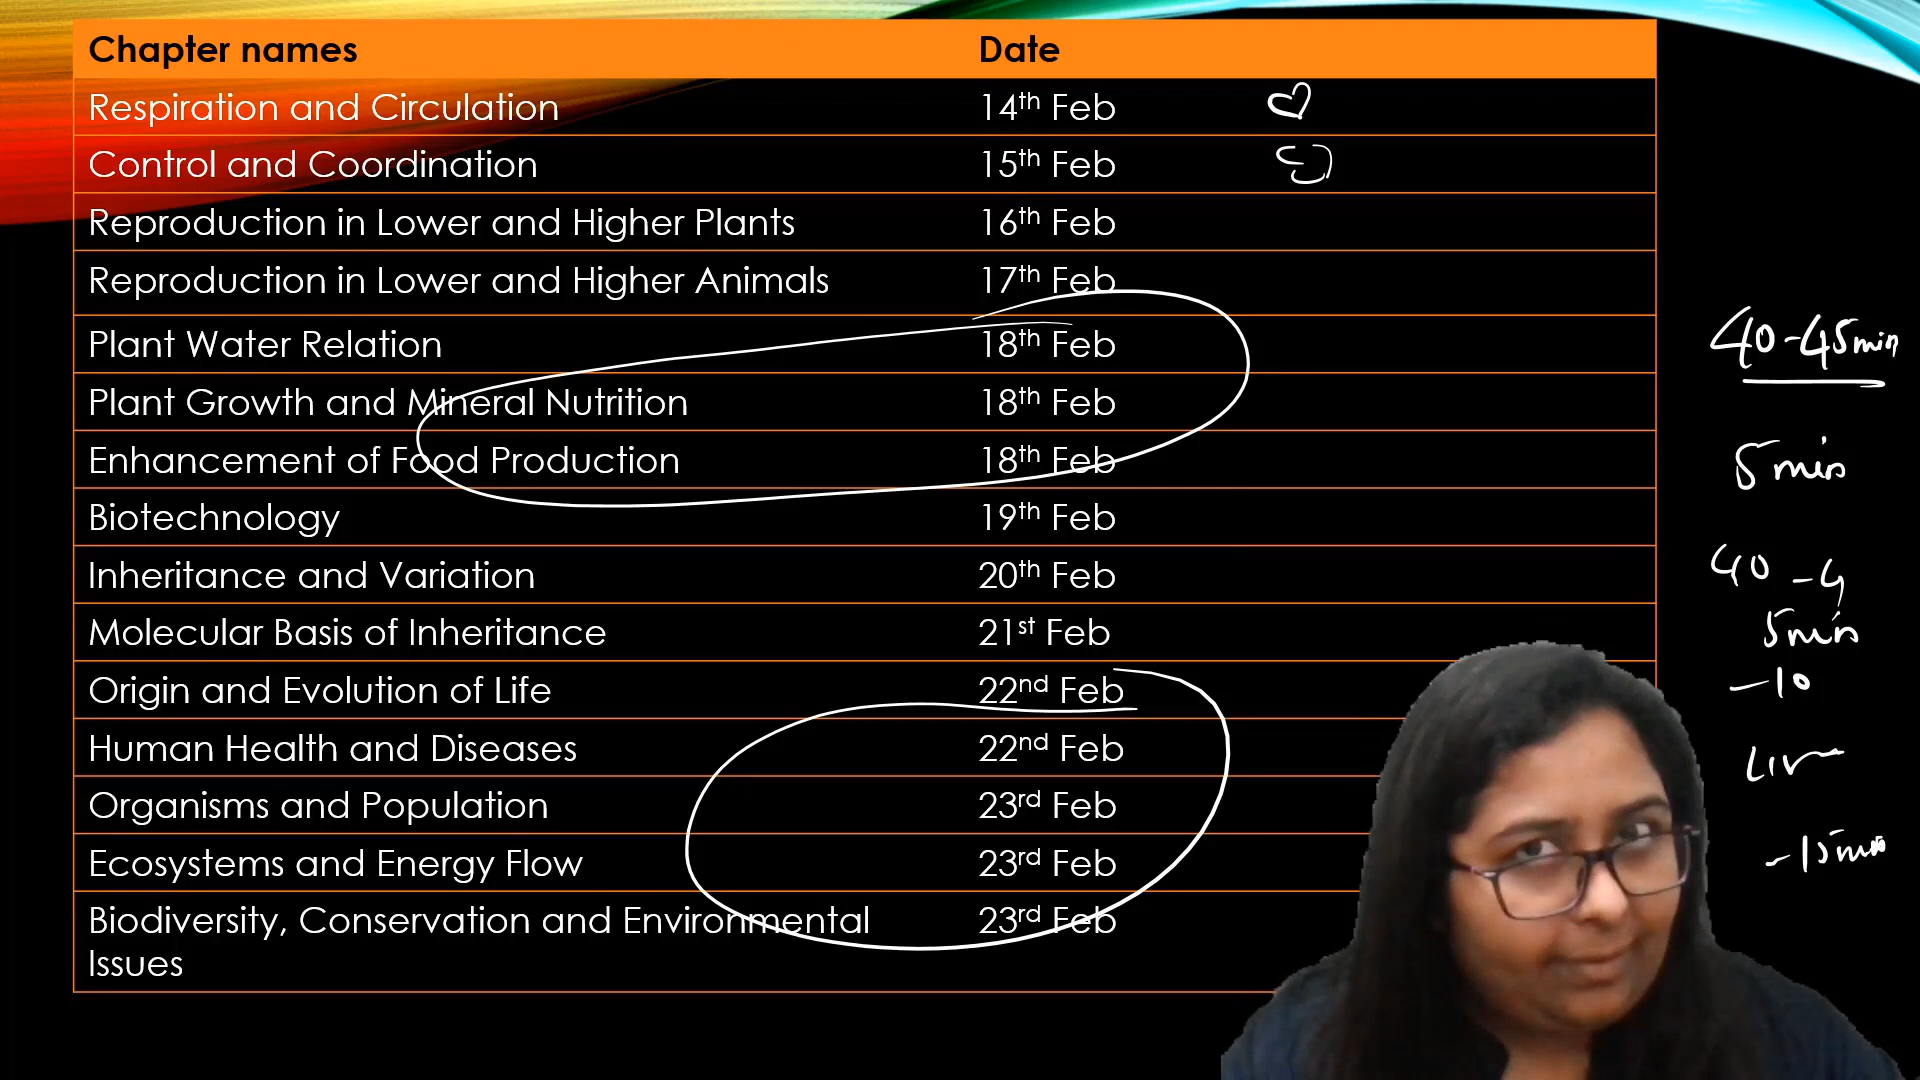 Chapter names Date
Respiration and Circulation 14th Feb
Control and Coordination 15th Feb
Reproduction in Lower and Higher Plants 16th Feb
Reproduction in Lower and Higher Animals 17th Feb
Plant Water Relation 18th Feb
Plant Growth and Mineral Nutrition 18th Feb
Enhancement of Food Production 18th Feb
Biotechnology 19th Feb
Inheritance and Variation 20th Feb
Molecular Basis of Inheritance 21st Feb
Origin and Evolution of Life 22nd Feb
Human Health and Diseases 22nd Feb
Organisms and Population 23rd Feb
Ecosystems and Energy Flow 23rd Feb
Biodiversity, Conservation and Environmental 23rd Feb
Issues
40-45min
5 min
40 - 4
5min
-10
-15min